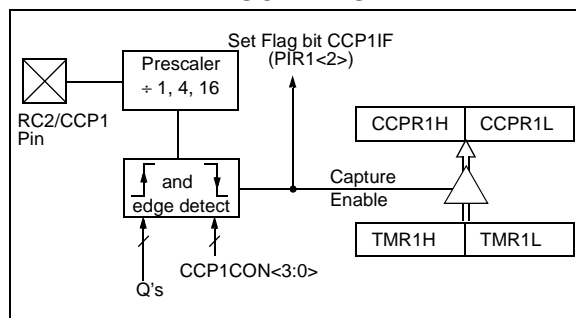 Set Flag bit CCP1IF
(PIR1<2>)
Prescaler
÷ 1, 4, 16
RC2/CCP1
Pin
CCPR1H
CCPR1L
and
edge detect
Capture
Enable
TMR1H
TMR1L
CCP1CON<3:0>
Q's